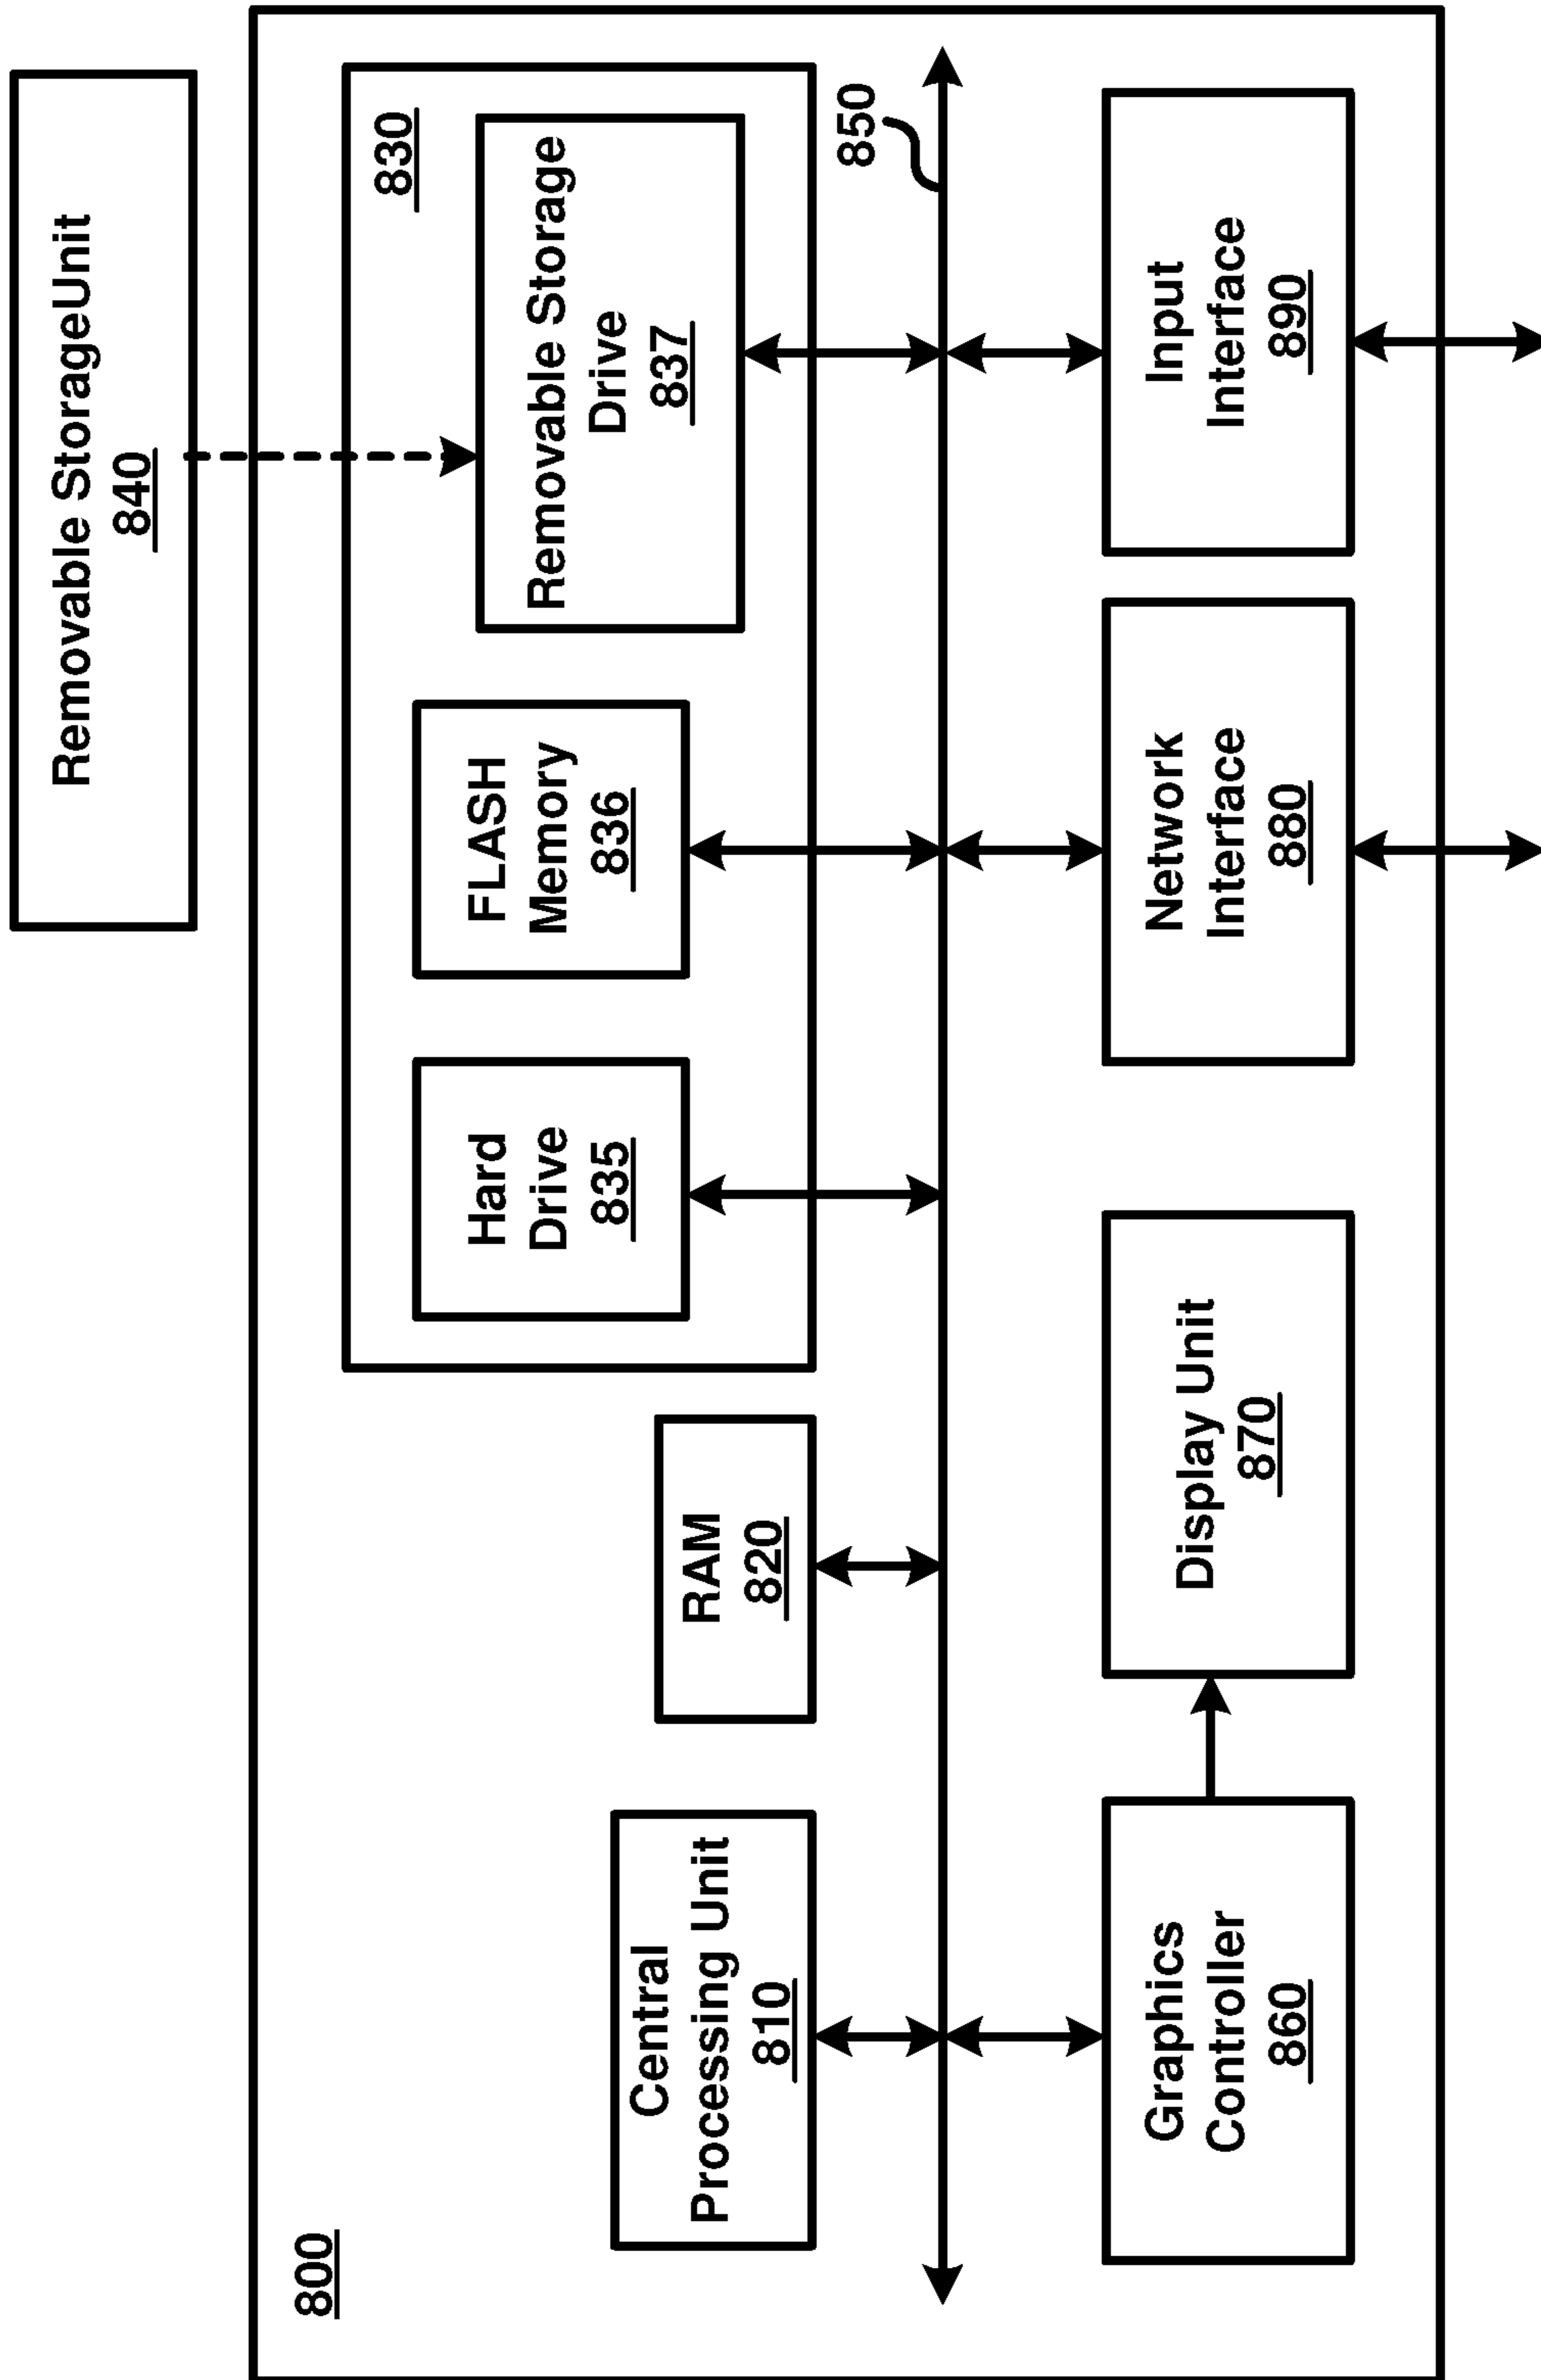 Removable StorageUnit
840
800
830
Hard
Drive
835
FLASH
Memory
836
Removable Storage
Drive
837
Central
Processing Unit
810
RAM
820
850
Graphics
Controller
860
Display Unit
870
Network
Interface
880
Input
Interface
890